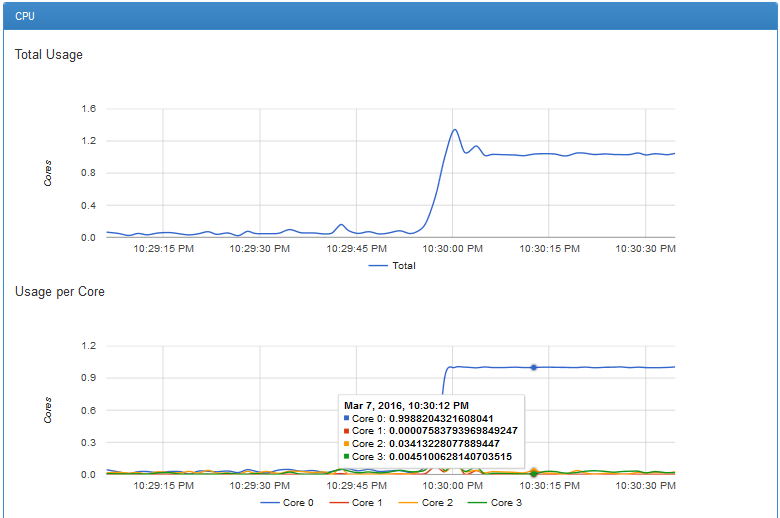 CPU
Total Usage
1.6
1.2
0.8
0.4
0.0
Cores
10:29:15 PM 10:29:30 PM 10:29:45 PM 10:30:00 PM 10:30:15 PM 10:30:30 PM
Total
Usage per Core
1.2
0.9
0.6
0.3
0.0
Cores
Mar 7, 2016, 10:30:12 PM
Core 0: 0.9988204321608041
Core 1: 0.00007583793969849247
Core 2: 0.03413228077889447
Core 3: 0.0045100628140703515
10:29:15 PM 10:29:30 PM 10:29:45 PM 10:30:00 PM 10:30:15 PM 10:30:30 PM
Core 0 Core 1 Core 2 Core 3